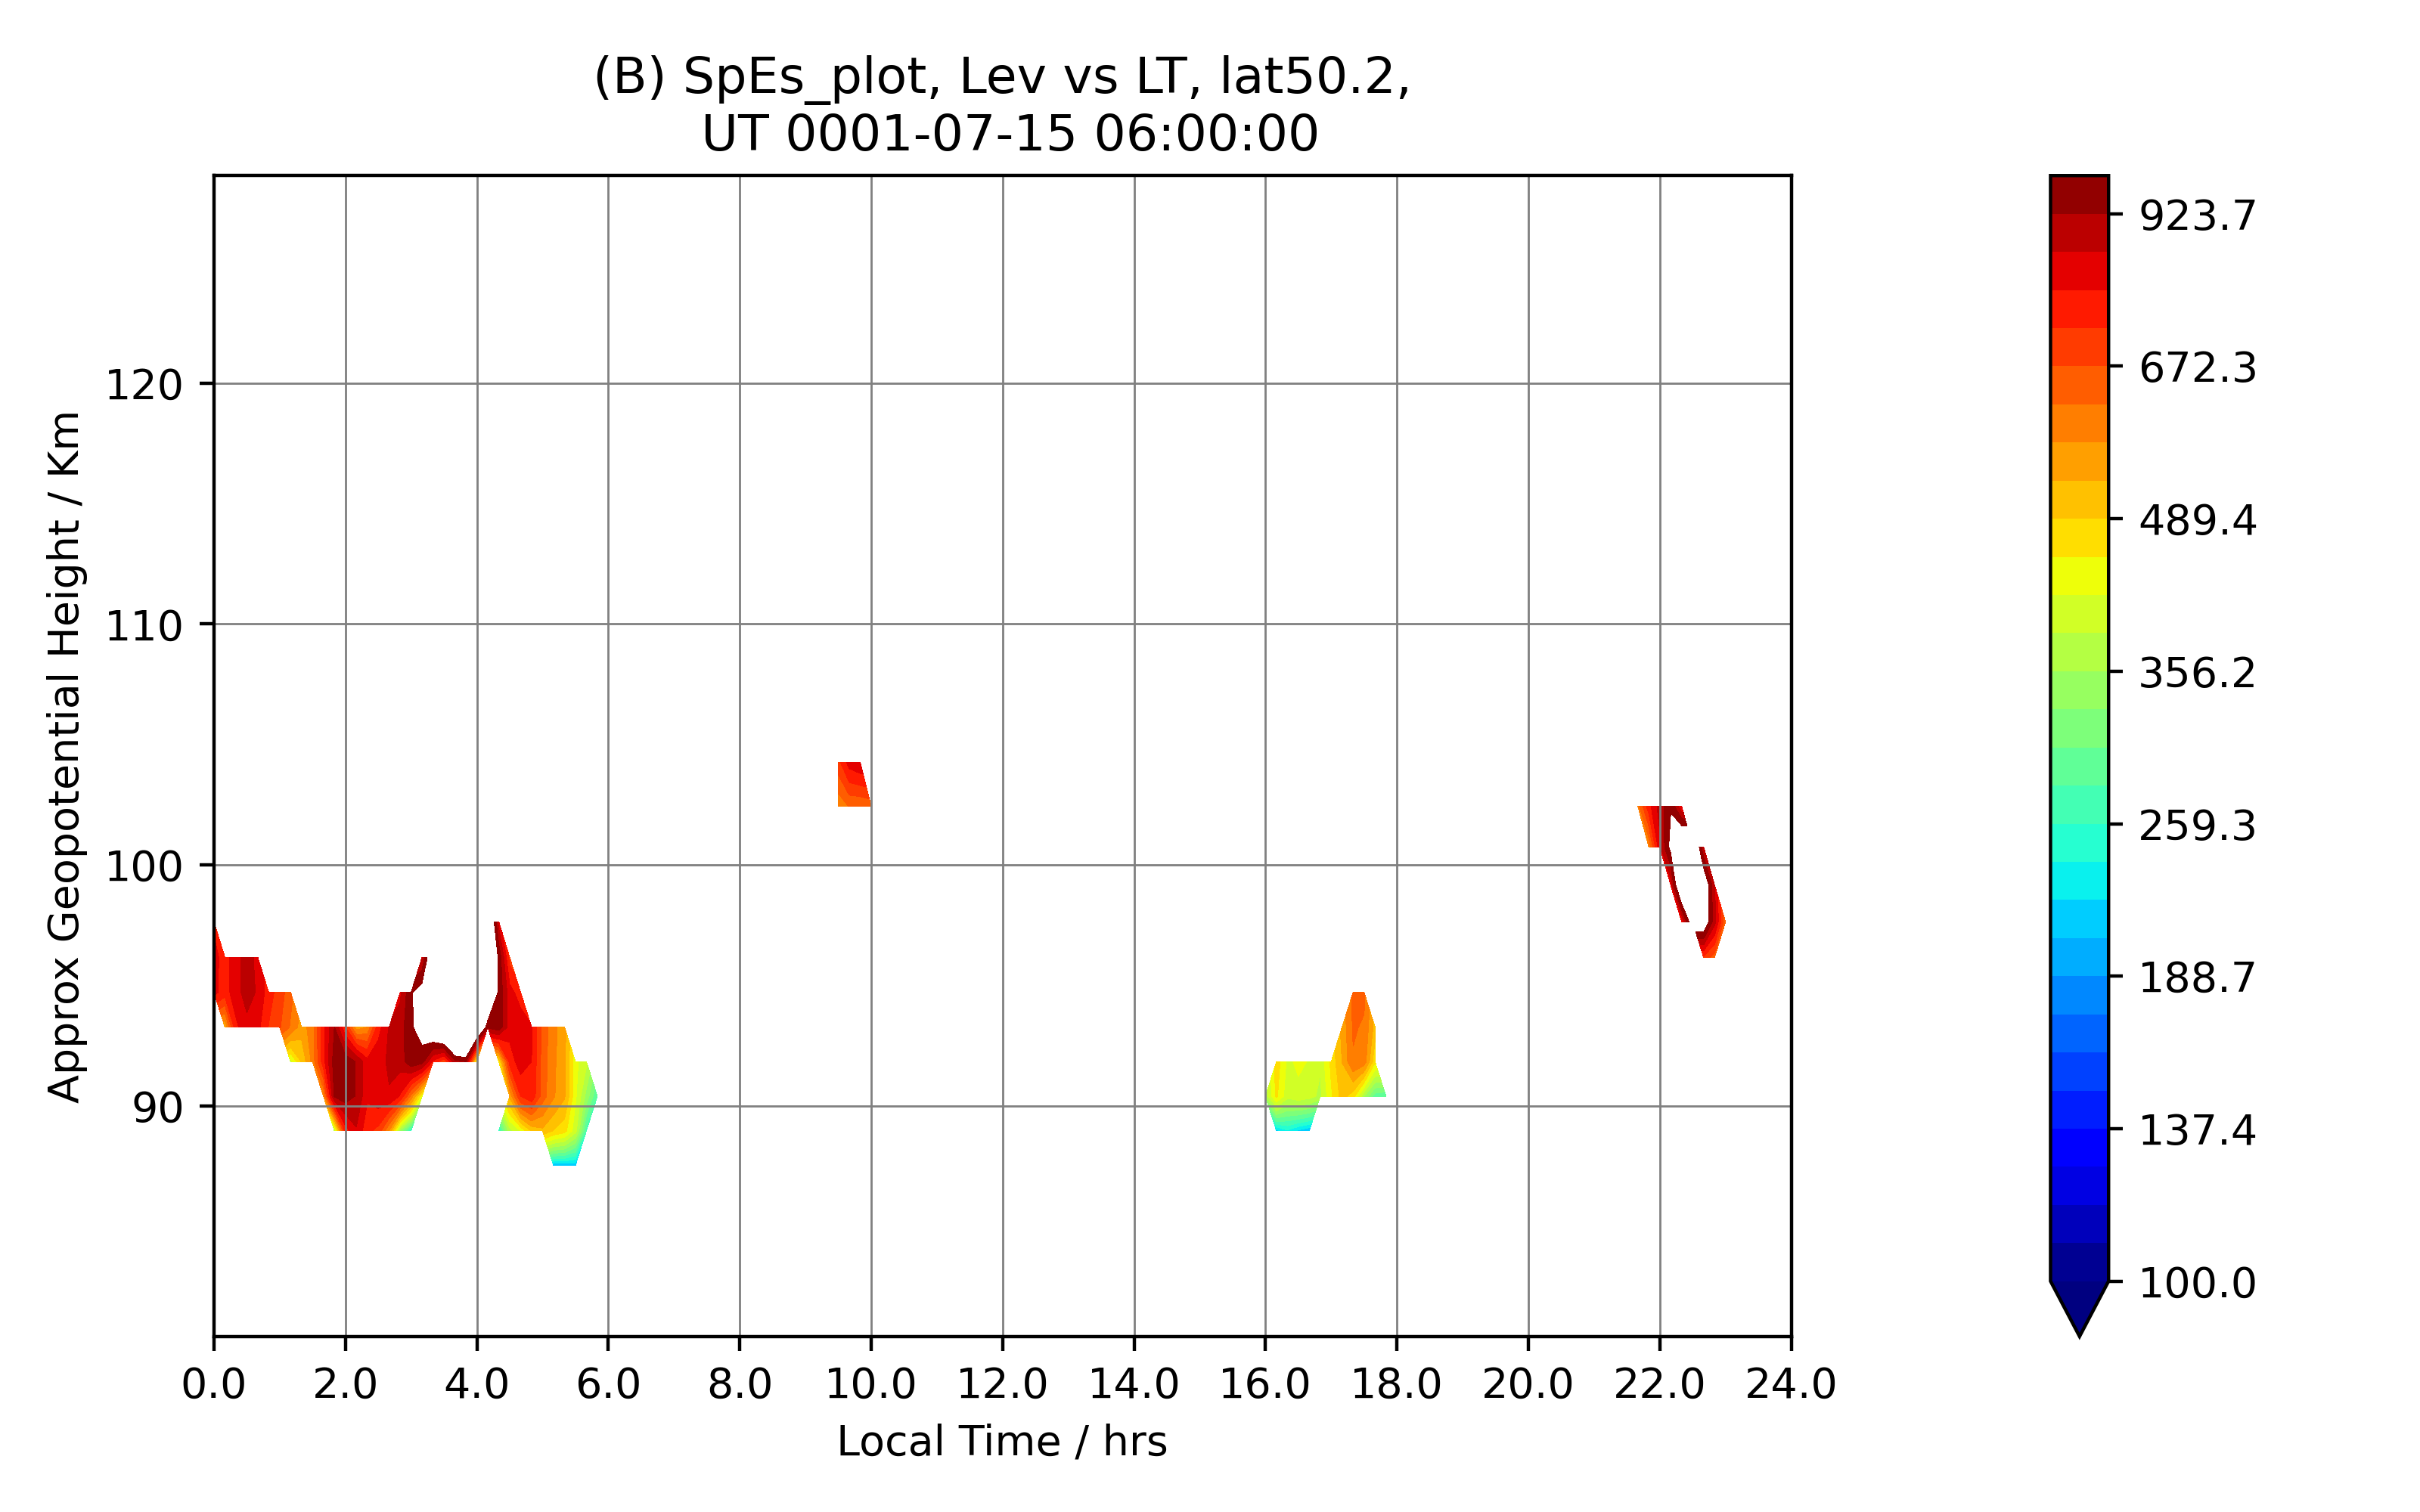 (B) SpEs_plot, Lev vs LT, lat50.2,
UT 0001-07-15 06:00:00
Approx Geopotential Height / Km
120
110
100
90
0.0 2.0 4.0 6.0 8.0 10.0 12.0 14.0 16.0 18.0 20.0 22.0 24.0
Local Time / hrs
923.7
672.3
489.4
356.2
259.3
188.7
137.4
100.0